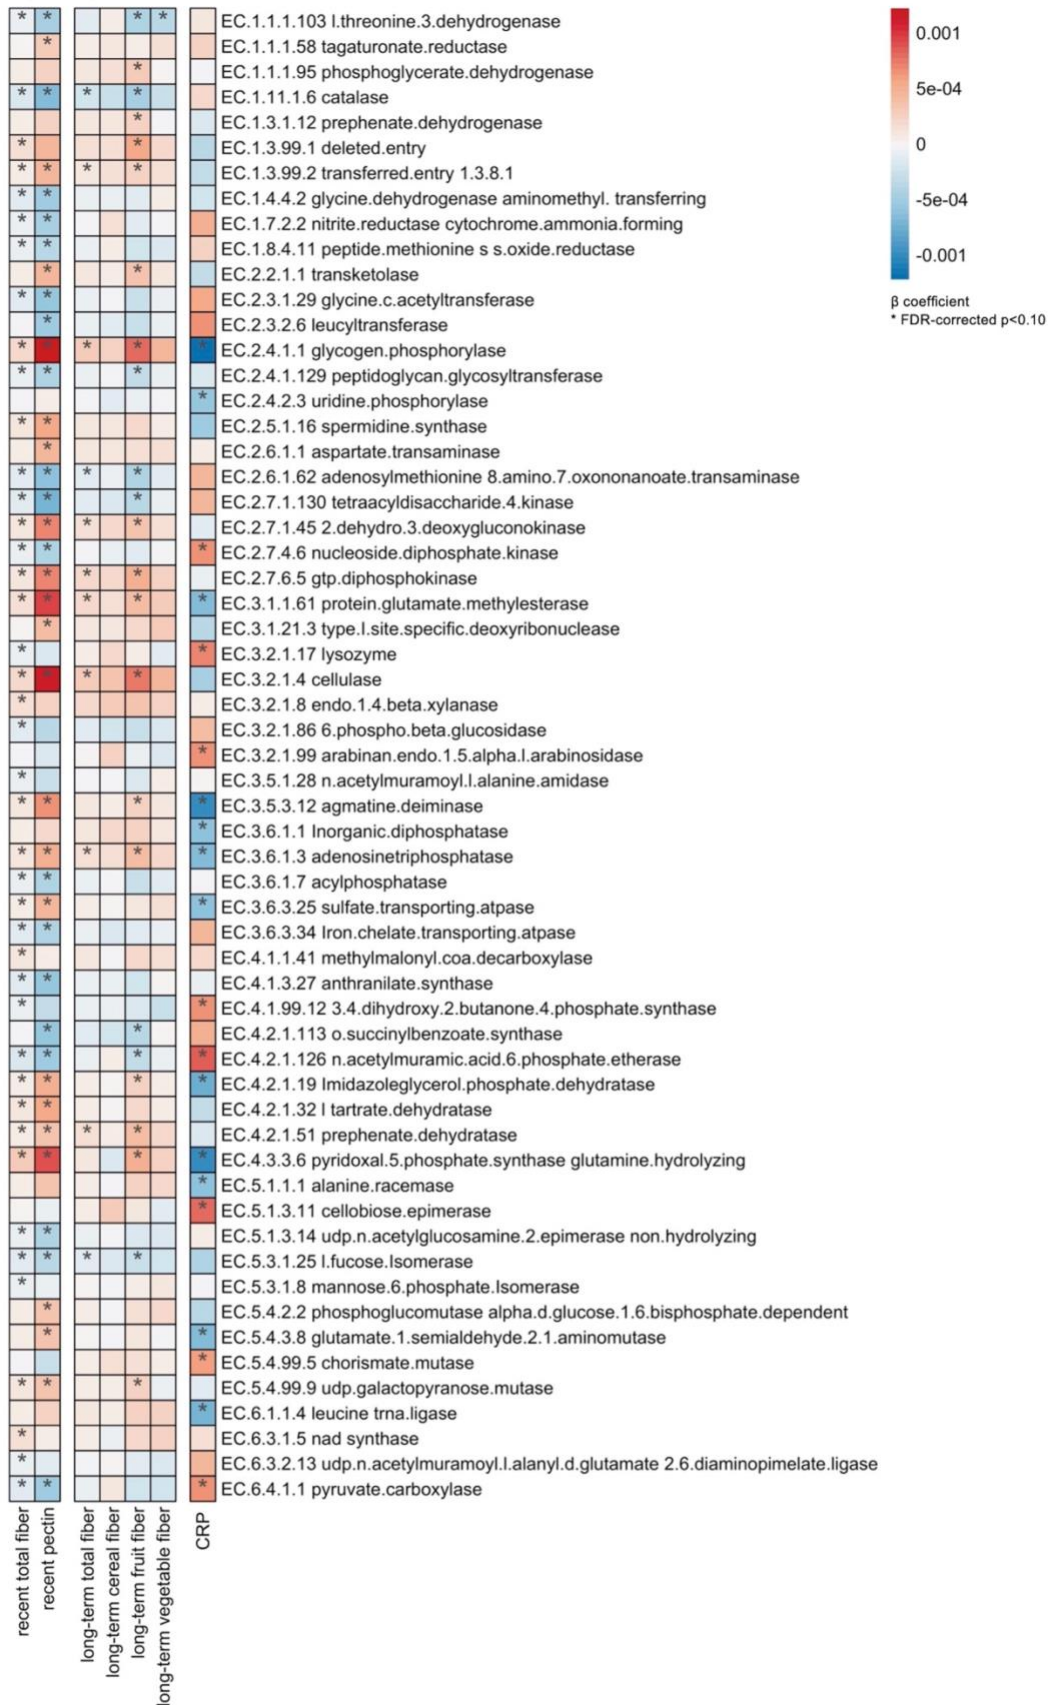 EC.1.1.1.103 l.threonine.3.dehydrogenase
EC.1.1.1.58 tagaturonate.reductase
EC.1.1.1.95 phosphoglycerate.dehydrogenase
EC.1.11.1.6 catalase
EC.1.3.1.12 prephenate.dehydrogenase
EC.1.3.99.1 deleted.entry
EC.1.3.99.2 transferred.entry 1.3.8.1
EC.1.4.4.2 glycine.dehydrogenase aminomethyl. transferring
EC.1.7.2.2 nitrite.reductase cytochrome.ammonia.forming
EC.1.8.4.11 peptide.methionine s s.oxide.reductase
EC.2.2.1.1 transketolase
EC.2.3.1.29 glycine.c.acetyltransferase
EC.2.3.2.6 leucyltransferase
EC.2.4.1.1 glycogen.phosphorylase
EC.2.4.1.129 peptidoglycan.glycosyltransferase
EC.2.4.2.3 uridine.phosphorylase
EC.2.5.1.16 spermidine.synthase
EC.2.6.1.1 aspartate.transaminase
EC.2.6.1.62 adenosylmethionine 8.amino.7.oxononanoate.transaminase
EC.2.7.1.130 tetraacyldisaccharide.4.kinase
EC.2.7.1.45 2.dehydro.3.deoxygluconokinase
EC.2.7.4.6 nucleoside.diphosphate.kinase
EC.2.7.6.5 gtp.diphosphokinase
EC.3.1.1.61 protein.glutamate.methylesterase
EC.3.1.21.3 type.I.site.specific.deoxyribonuclease
EC.3.2.1.17 lysozyme
EC.3.2.1.4 cellulase
EC.3.2.1.8 endo.1.4.beta.xylanase
EC.3.2.1.86 6.phospho.beta.glucosidase
EC.3.2.1.99 arabinan.endo.1.5.alpha.l.arabinosidase
EC.3.5.1.28 n.acetylmuramoyl.l.alanine.amidase
EC.3.5.3.12 agmatine.deiminase
EC.3.6.1.1 Inorganic.diphosphatase
EC.3.6.1.3 adenosinetriphosphatase
EC.3.6.1.7 acylphosphatase
EC.3.6.3.25 sulfate.transporting.atpase
EC.3.6.3.34 Iron.chelate.transporting.atpase
EC.4.1.1.41 methylmalonyl.coa.decarboxylase
EC.4.1.3.27 anthranilate.synthase
EC.4.1.99.12 3.4.dihydroxy.2.butanone.4.phosphate.synthase
EC.4.2.1.113 o.succinylbenzoate.synthase
EC.4.2.1.126 n.acetylmuramic.acid.6.phosphate.etherase
EC.4.2.1.19 Imidazoleglycerol.phosphate.dehydratase
EC.4.2.1.32 l tartrate.dehydratase
EC.4.2.1.51 prephenate.dehydratase
EC.4.3.3.6 pyridoxal.5.phosphate.synthase glutamine.hydrolyzing
EC.5.1.1.1 alanine.racemase
EC.5.1.3.11 cellobiose.epimerase
EC.5.1.3.14 udp.n.acetylglucosamine.2.epimerase non.hydrolyzing
EC.5.3.1.25 l.fucose.Isomerase
EC.5.3.1.8 mannose.6.phosphate.Isomerase
EC.5.4.2.2 phosphoglucomutase alpha.d.glucose.1.6.bisphosphate.dependent
EC.5.4.3.8 glutamate.1.semialdehyde.2.1.aminomutase
EC.5.4.99.5 chorismate.mutase
EC.5.4.99.9 udp.galactopyranose.mutase
EC.6.1.1.4 leucine trna.ligase
EC.6.3.1.5 nad synthase
EC.6.3.2.13 udp.n.acetylmuramoyl.l.alanyl.d.glutamate 2.6.diaminopimelate.ligase
EC.6.4.1.1 pyruvate.carboxylase
recent total fiber
recent pectin
long-term total fiber
long-term cereal fiber
long-term fruit fiber
long-term vegetable fiber
CRP
0.001
5e-04
0
-5e-04
-0.001
β coefficient
* FDR-corrected p<0.10